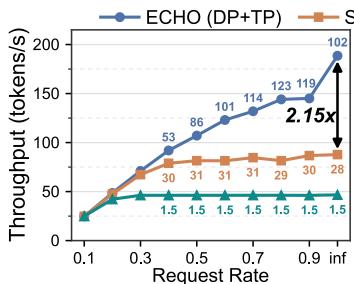 ECHO (DP+TP) S
Throughput (tokens/s)
200
150
100
50
0
53 86 101 114 123 119 102
2.15x
30 31 31 31 29 30 28
1.5 1.5 1.5 1.5 1.5 1.5 1.5
0.1 0.3 0.5 0.7 0.9 inf
Request Rate